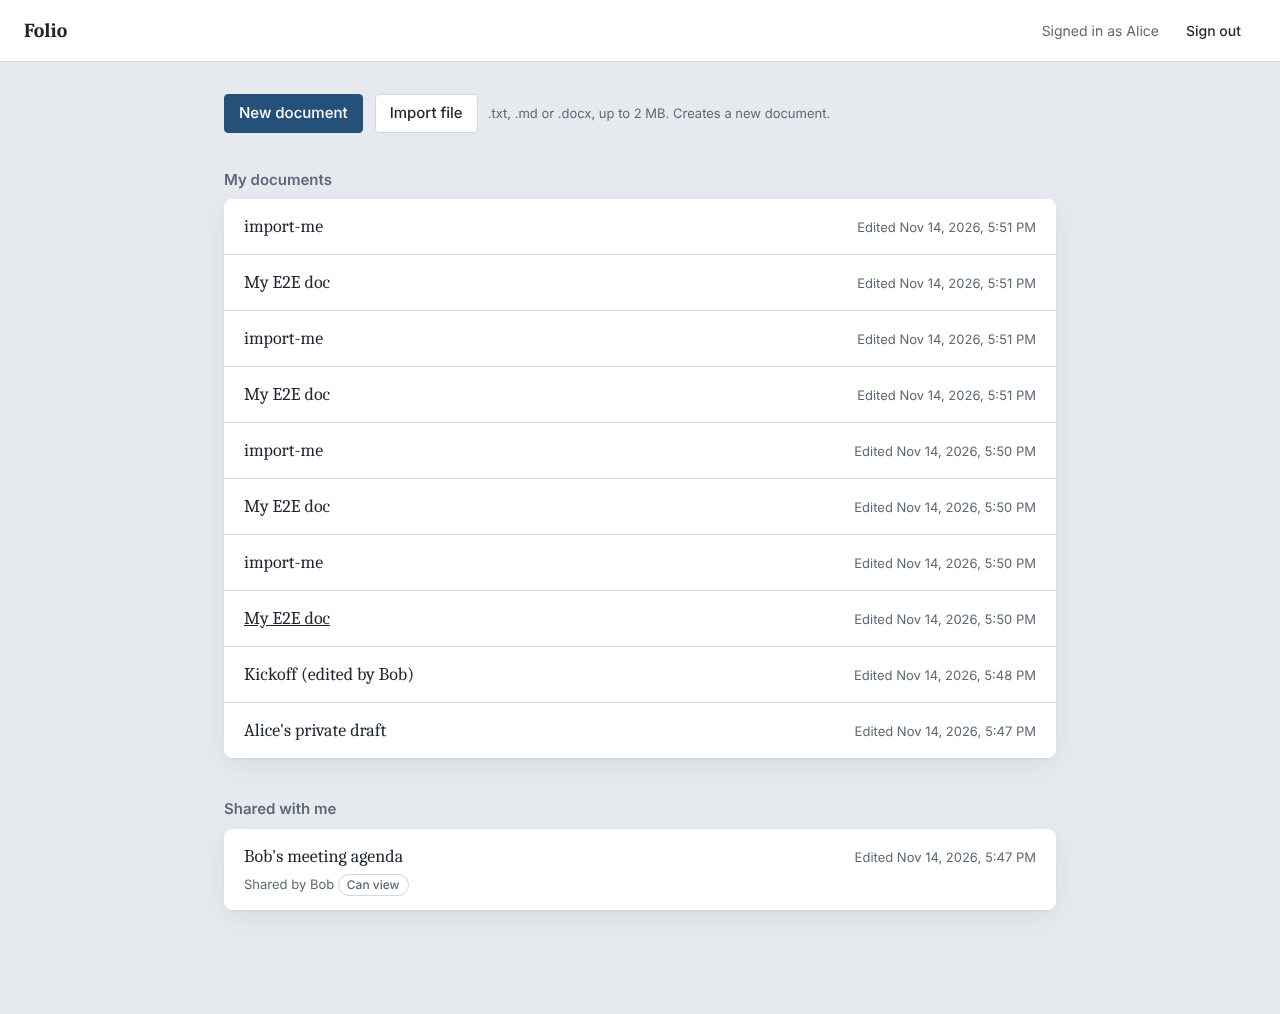 Folio
Signed in as Alice
Sign out
New document
Import file
.txt, .md or .docx, up to 2 MB. Creates a new document.
My documents
import-me Edited Nov 14, 2026, 5:51 PM
My E2E doc Edited Nov 14, 2026, 5:51 PM
import-me Edited Nov 14, 2026, 5:51 PM
My E2E doc Edited Nov 14, 2026, 5:51 PM
import-me Edited Nov 14, 2026, 5:50 PM
My E2E doc Edited Nov 14, 2026, 5:50 PM
import-me Edited Nov 14, 2026, 5:50 PM
My E2E doc Edited Nov 14, 2026, 5:50 PM
Kickoff (edited by Bob) Edited Nov 14, 2026, 5:48 PM
Alice's private draft Edited Nov 14, 2026, 5:47 PM
Shared with me
Bob's meeting agenda Edited Nov 14, 2026, 5:47 PM
Shared by Bob Can view